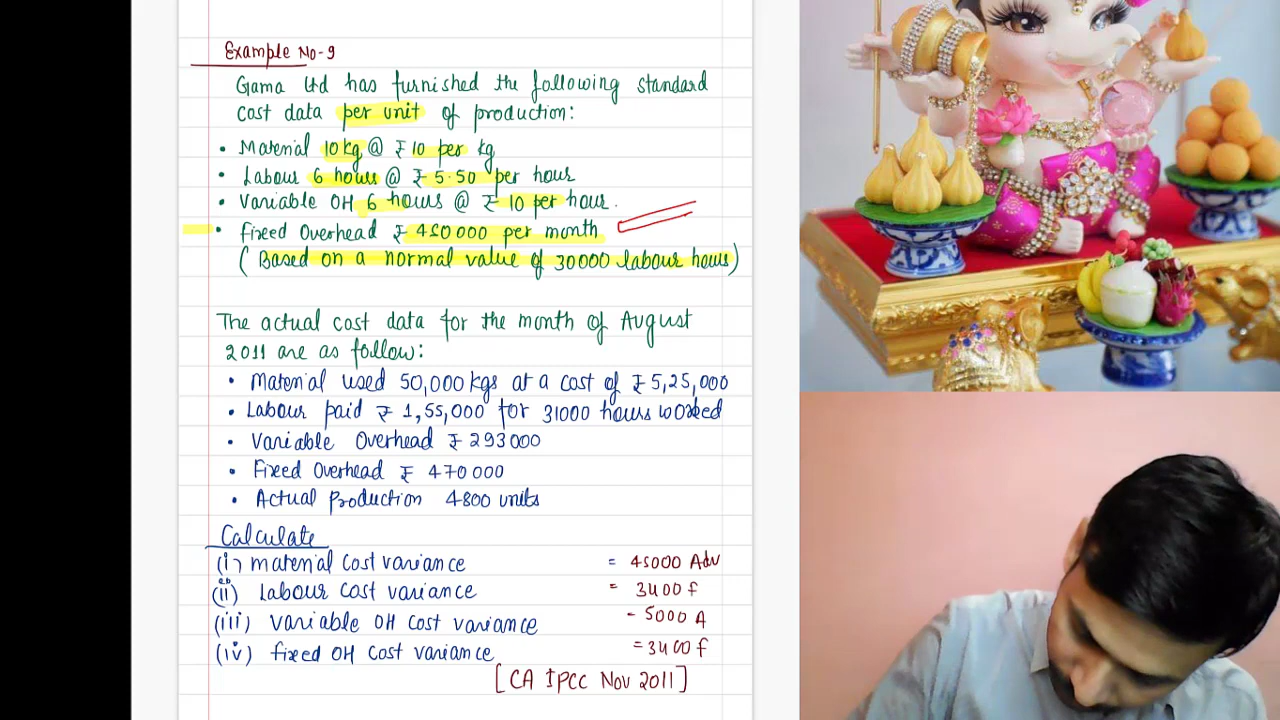 Example No-9
Gama Ltd has furnished the following standard
Cost data per unit of production:
• Material 10kg @ ₹ 10 per kg
• Labour 6 hours @ ₹ 5.50 per hour
• Variable OH 6 hours @ ₹ 10 per hour.
• Fixed Overhead ₹ 450000 per month
( Based on a normal value of 30000 labour hours)
The actual cost data for the month of August
2011 are as follow:
• Material used 50,000 kgs at a cost of ₹ 5,25,000
• Labour paid ₹ 1,55,000 for 31000 hours worked
• Variable Overhead ₹ 293000
• Fixed Overhead ₹ 470000
• Actual production 4800 units
Calculate
(i) material Cost variance = 45000 Adv
(ii) Labour Cost variance = 3400 f
(iii) variable OH Cost variance - 5000 A
(iv) fixed OH Cost variance = 3400 f
[CA IPCC Nov 2011]